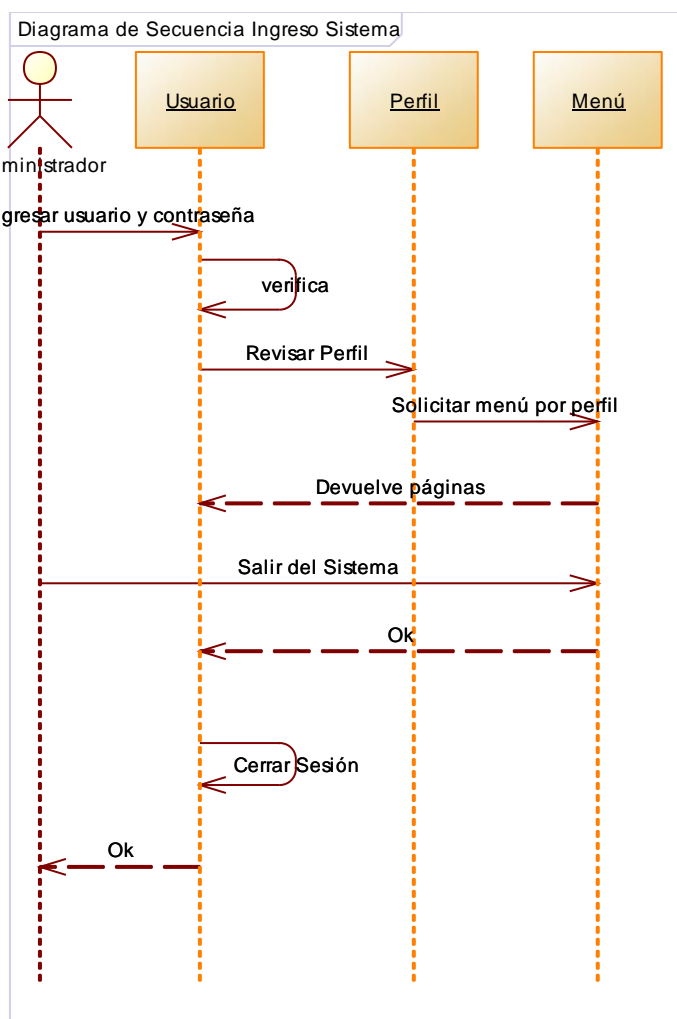 Diagrama de Secuencia Ingreso Sistema
Usuario
Perfil
Menú
ministrador
gresar usuario y contraseña
verifica
Revisar Perfil
Solicitar menú por perfil
Devuelve páginas
Salir del Sistema
Ok
Cerrar Sesión
Ok